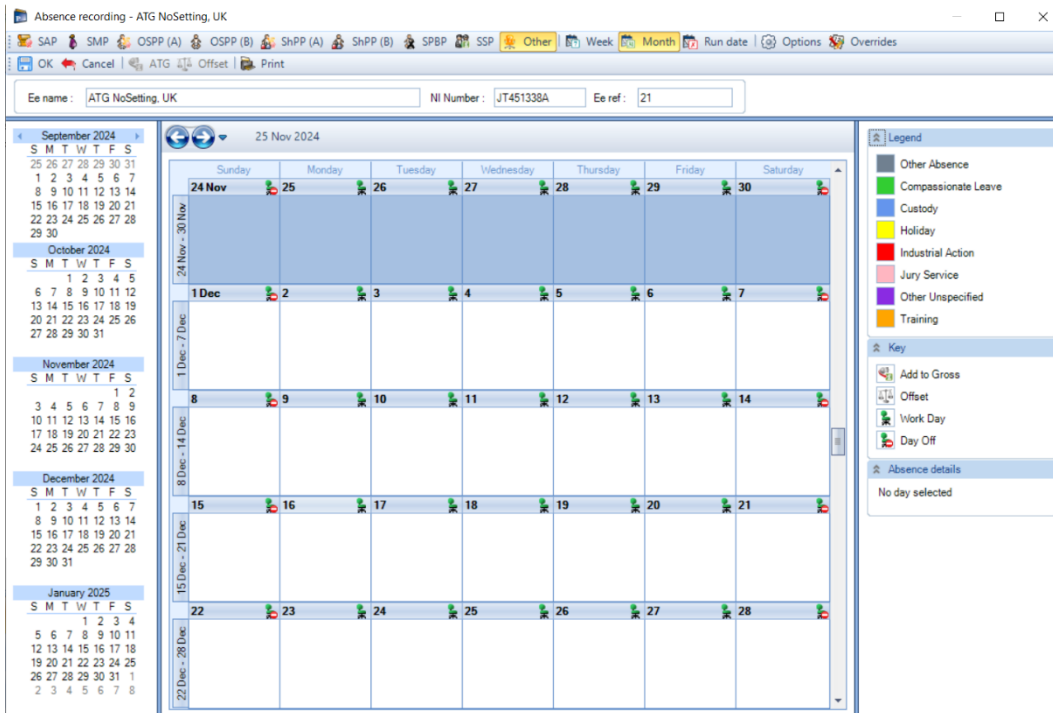 Absence recording - ATG NoSetting, UK
SAP SMP OSPP (A) OSPP (B) ShPP (A) ShPP (B) SPBP SSP Other Week Month Run date Options Overrides
OK Cancel ATG Offset Print
Ee name : ATG NoSetting, UK NI Number : JT451338A Ee ref : 21
September 2024
S M T W T F S
25 26 27 28 29 30 31
1 2 3 4 5 6 7
8 9 10 11 12 13 14
15 16 17 18 19 20 21
22 23 24 25 26 27 28
29 30
October 2024
S M T W T F S
1 2 3 4 5
6 7 8 9 10 11 12
13 14 15 16 17 18 19
20 21 22 23 24 25 26
27 28 29 30 31
November 2024
S M T W T F S
1 2
3 4 5 6 7 8 9
10 11 12 13 14 15 16
17 18 19 20 21 22 23
24 25 26 27 28 29 30
December 2024
S M T W T F S
1 2 3 4 5 6 7
8 9 10 11 12 13 14
15 16 17 18 19 20 21
22 23 24 25 26 27 28
29 30 31
January 2025
S M T W T F S
1 2 3 4
5 6 7 8 9 10 11
12 13 14 15 16 17 18
19 20 21 22 23 24 25
26 27 28 29 30 31 1
2 3 4 5 6 7 8
25 Nov 2024
Sunday Monday Tuesday Wednesday Thursday Friday Saturday
24 Nov 25 26 27 28 29 30
24 Nov - 30 Nov
1 Dec 2 3 4 5 6 7
1 Dec - 7 Dec
8 9 10 11 12 13 14
8 Dec - 14 Dec
15 16 17 18 19 20 21
15 Dec - 21 Dec
22 23 24 25 26 27 28
22 Dec - 28 Dec
Legend
Other Absence
Compassionate Leave
Custody
Holiday
Industrial Action
Jury Service
Other Unspecified
Training
Key
Add to Gross
Offset
Work Day
Day Off
Absence details
No day selected